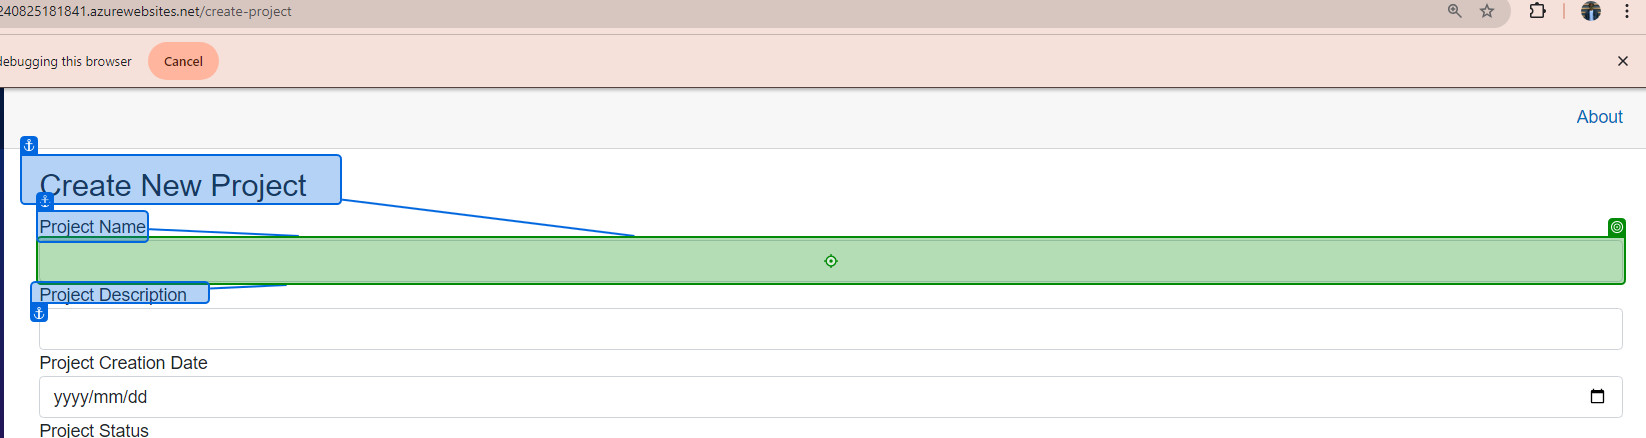 240825181841.azurewebsites.net/create-project
debugging this browser Cancel
About
Create New Project
Project Name
Project Description
Project Creation Date
yyyy/mm/dd
Project Status